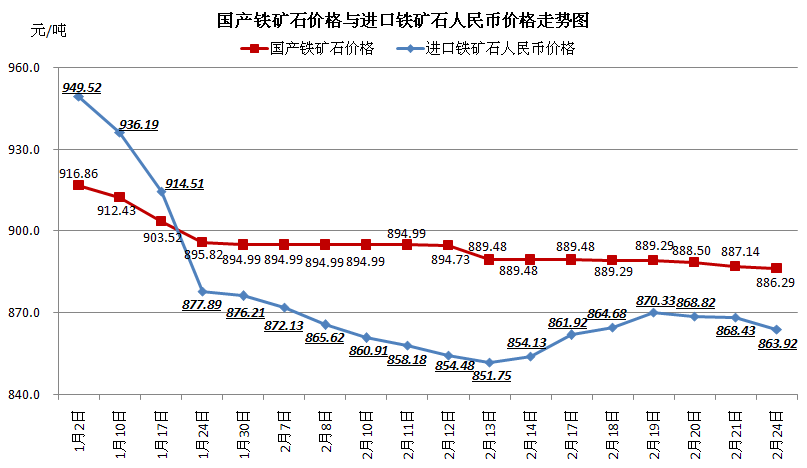 国产铁矿石价格与进口铁矿石人民币价格走势图
元/吨
国产铁矿石价格 进口铁矿石人民币价格
960.0
930.0
900.0
870.0
840.0
949.52
936.19
914.51
877.89
876.21
872.13
865.62
860.91
858.18
854.48
851.75
854.13
861.92
864.68
870.33
868.82
868.43
863.92
916.86
912.43
903.52
895.82
894.99
894.99
894.99
894.99
894.99
894.73
889.48
889.48
889.48
889.29
889.29
888.50
887.14
886.29
1月2日
1月10日
1月17日
1月24日
1月30日
2月7日
2月8日
2月10日
2月11日
2月12日
2月13日
2月14日
2月17日
2月18日
2月19日
2月20日
2月21日
2月24日